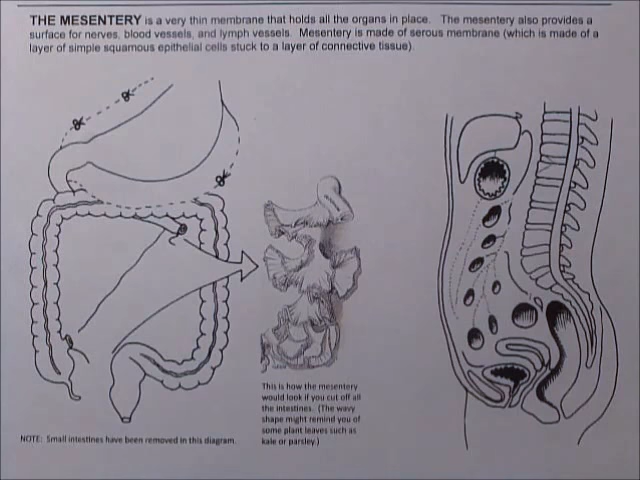 THE MESENTERY is a very thin membrane that holds all the organs in place. The mesentery also provides a
surface for nerves, blood vessels, and lymph vessels. Mesentery is made of serous membrane (which is made of a
layer of simple squamous epithelial cells stuck to a layer of connective tissue)
This is how the mesentery
would look if you cut off all
the intestines. (The wavy
shape might remind you of
some plant leaves such as
kale or parsley.)
NOTE: Small intestines have been removed in this diagram.